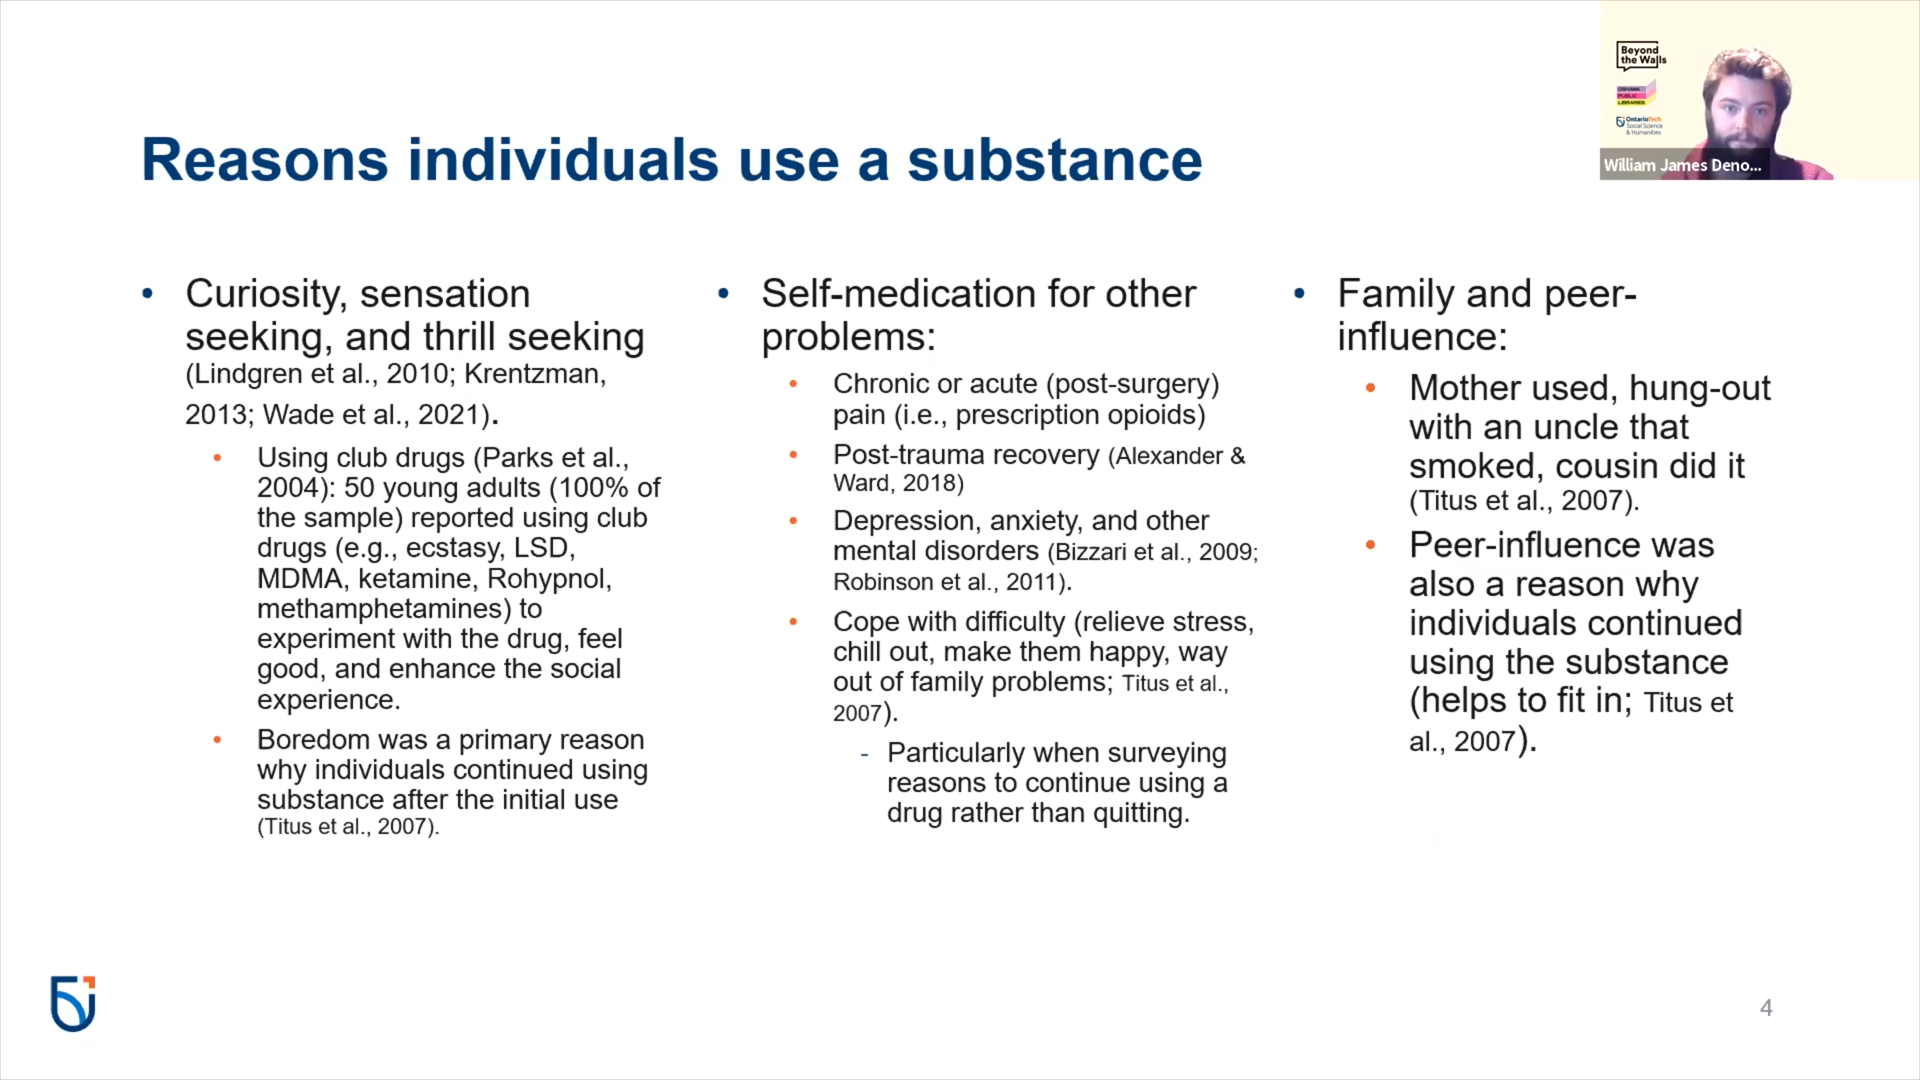 Beyond
the Walls
OSHAWA
PUBLIC
LIBRARIES
OntarioTech
Social Science
& Humanities
William James Deno...
Reasons individuals use a substance
• Curiosity, sensation
seeking, and thrill seeking
(Lindgren et al., 2010; Krentzman,
2013; Wade et al., 2021).
• Using club drugs (Parks et al.,
2004): 50 young adults (100% of
the sample) reported using club
drugs (e.g., ecstasy, LSD,
MDMA, ketamine, Rohypnol,
methamphetamines) to
experiment with the drug, feel
good, and enhance the social
experience.
• Boredom was a primary reason
why individuals continued using
substance after the initial use
(Titus et al., 2007).
• Self-medication for other
problems:
• Chronic or acute (post-surgery)
pain (i.e., prescription opioids)
• Post-trauma recovery (Alexander &
Ward, 2018)
• Depression, anxiety, and other
mental disorders (Bizzari et al., 2009;
Robinson et al., 2011).
• Cope with difficulty (relieve stress,
chill out, make them happy, way
out of family problems; Titus et al.,
2007).
- Particularly when surveying
reasons to continue using a
drug rather than quitting.
• Family and peer-
influence:
• Mother used, hung-out
with an uncle that
smoked, cousin did it
(Titus et al., 2007).
• Peer-influence was
also a reason why
individuals continued
using the substance
(helps to fit in; Titus et
al., 2007).
4